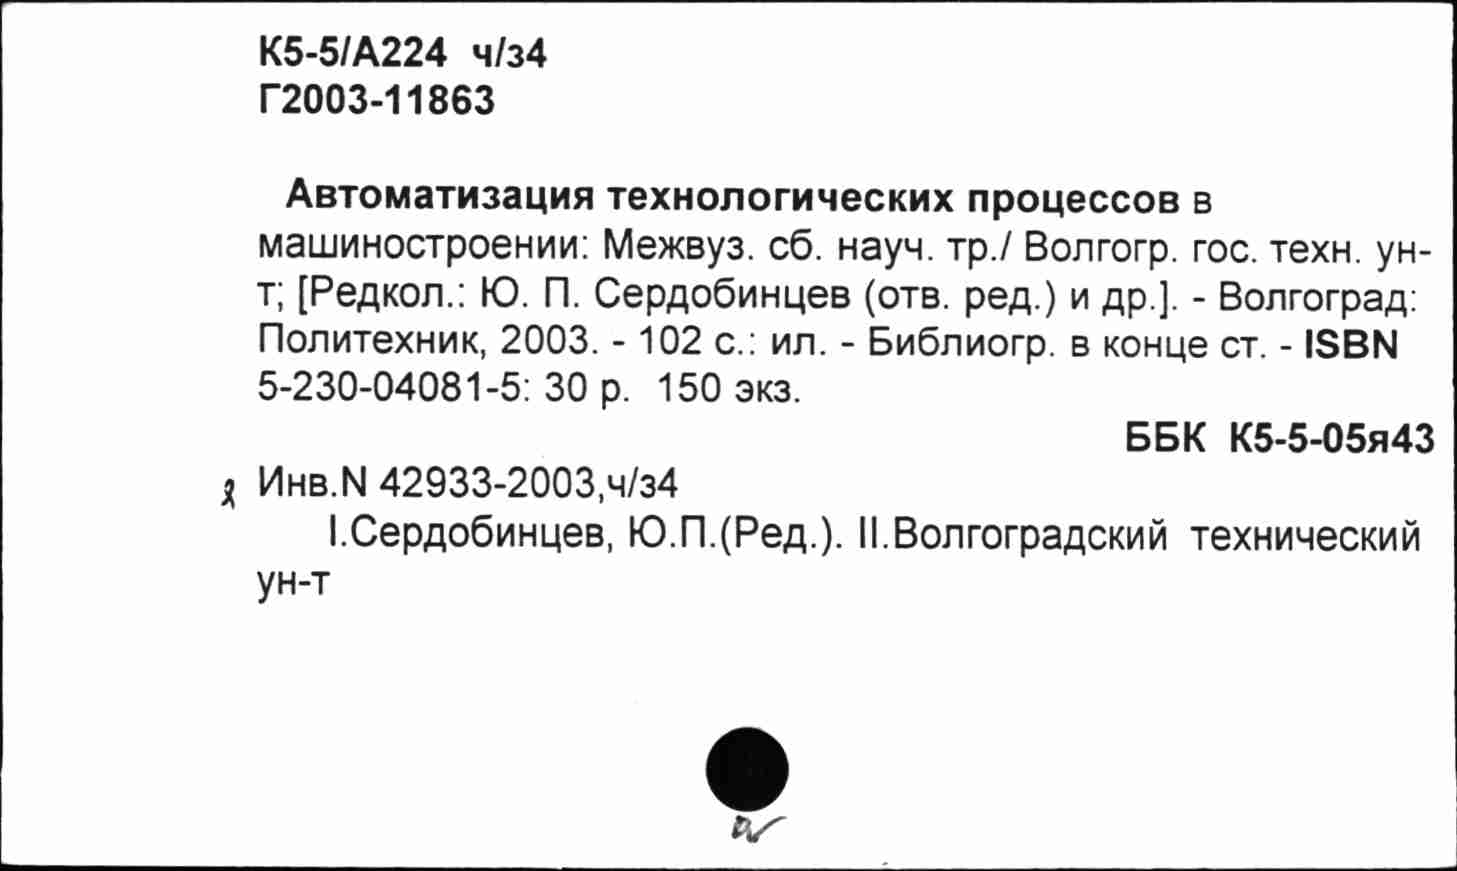 К5-5/А224 ч/з4
Г2003-11863
Автоматизация технологических процессов в
машиностроении: Межвуз. сб. науч. тр./ Волгогр. гос. техн. ун-
т; [Редкол.: Ю. П. Сердобинцев (отв. ред.) и др.]. - Волгоград:
Политехник, 2003. - 102 с.: ил. - Библиогр. в конце ст. - ISBN
5-230-04081-5: 30 р. 150 экз.
ББК К5-5-05я43
Инв.N 42933-2003,ч/з4
I.Сердобинцев, Ю.П.(Ред.). II.Волгоградский технический
ун-т